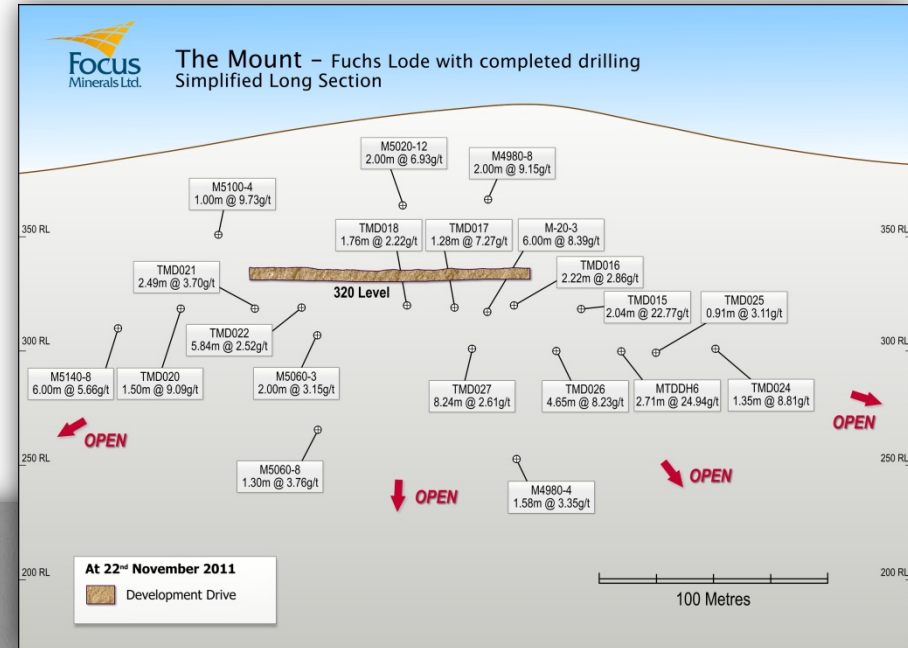 Focus
Minerals Ltd.
The Mount – Fuchs Lode with completed drilling
Simplified Long Section
M5020-12
2.00m @ 6.93g/t
M4980-8
2.00m @ 9.15g/t
M5100-4
1.00m @ 9.73g/t
TMD018
1.76m @ 2.22g/t
TMD017
1.28m @ 7.27g/t
M-20-3
6.00m @ 8.39g/t
350 RL
350 RL
TMD021
2.49m @ 3.70g/t
320 Level
TMD016
2.22m @ 2.86g/t
TMD015
2.04m @ 22.77g/t
TMD025
0.91m @ 3.11g/t
TMD022
5.84m @ 2.52g/t
300 RL
300 RL
M5140-8
6.00m @ 5.66g/t
TMD020
1.50m @ 9.09g/t
M5060-3
2.00m @ 3.15g/t
TMD027
8.24m @ 2.61g/t
TMD026
4.65m @ 8.23g/t
MTDDH6
2.71m @ 24.94g/t
TMD024
1.35m @ 8.81g/t
OPEN
OPEN
250 RL
250 RL
M5060-8
1.30m @ 3.76g/t
OPEN
M4980-4
1.58m @ 3.35g/t
OPEN
200 RL
200 RL
At 22nd November 2011
Development Drive
100 Metres